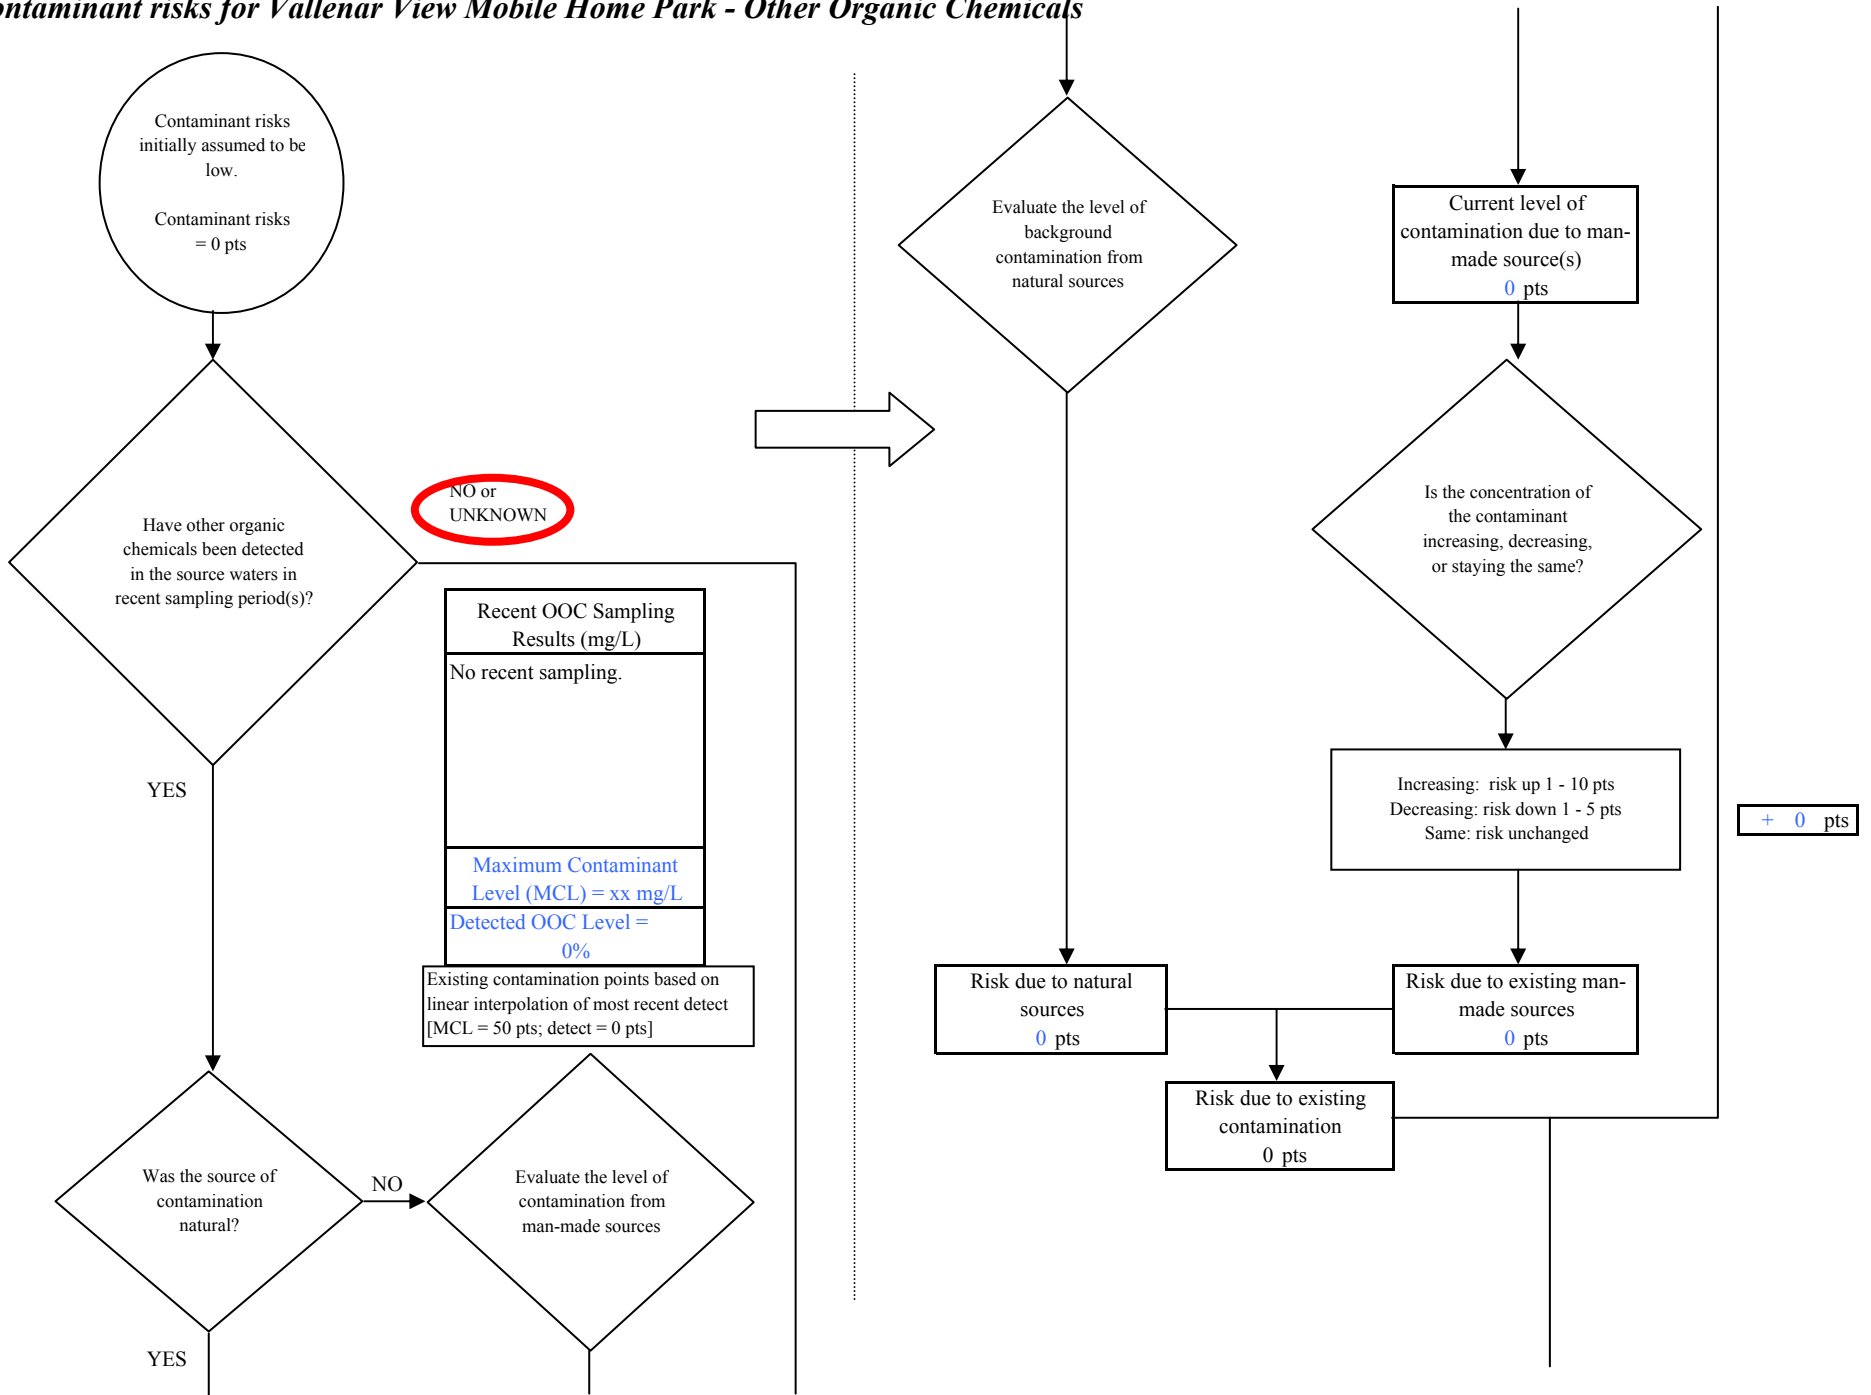 ontaminant risks for Vallenar View Mobile Home Park - Other Organic Chemicals
Contaminant risks
initially assumed to be
low.
Contaminant risks
= 0 pts
Have other organic
chemicals been detected
in the source waters in
recent sampling period(s)?
NO or
UNKNOWN
YES
Recent OOC Sampling
Results (mg/L)
No recent sampling.
Maximum Contaminant
Level (MCL) = xx mg/L
Detected OOC Level =
0%
Existing contamination points based on
linear interpolation of most recent detect
[MCL = 50 pts; detect = 0 pts]
Was the source of
contamination
natural?
NO
YES
Evaluate the level of
contamination from
man-made sources
Evaluate the level of
background
contamination from
natural sources
Current level of
contamination due to man-
made source(s)
0 pts
Is the concentration of
the contaminant
increasing, decreasing,
or staying the same?
Increasing: risk up 1 - 10 pts
Decreasing: risk down 1 - 5 pts
Same: risk unchanged
+ 0 pts
Risk due to natural
sources
0 pts
Risk due to existing man-
made sources
0 pts
Risk due to existing
contamination
0 pts